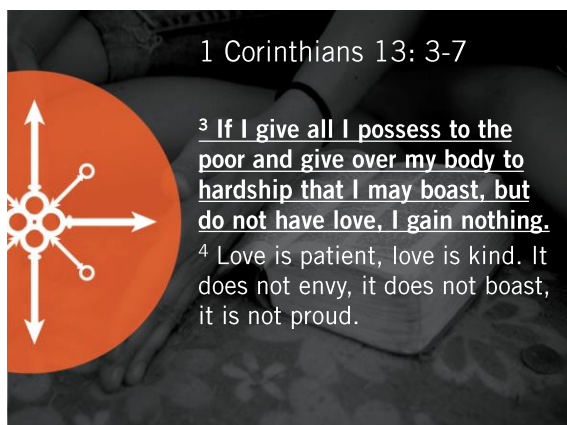 1 Corinthians 13: 3-7
3 If I give all I possess to the
poor and give over my body to
hardship that I may boast, but
do not have love, I gain nothing.
4 Love is patient, love is kind. It
does not envy, it does not boast,
it is not proud.